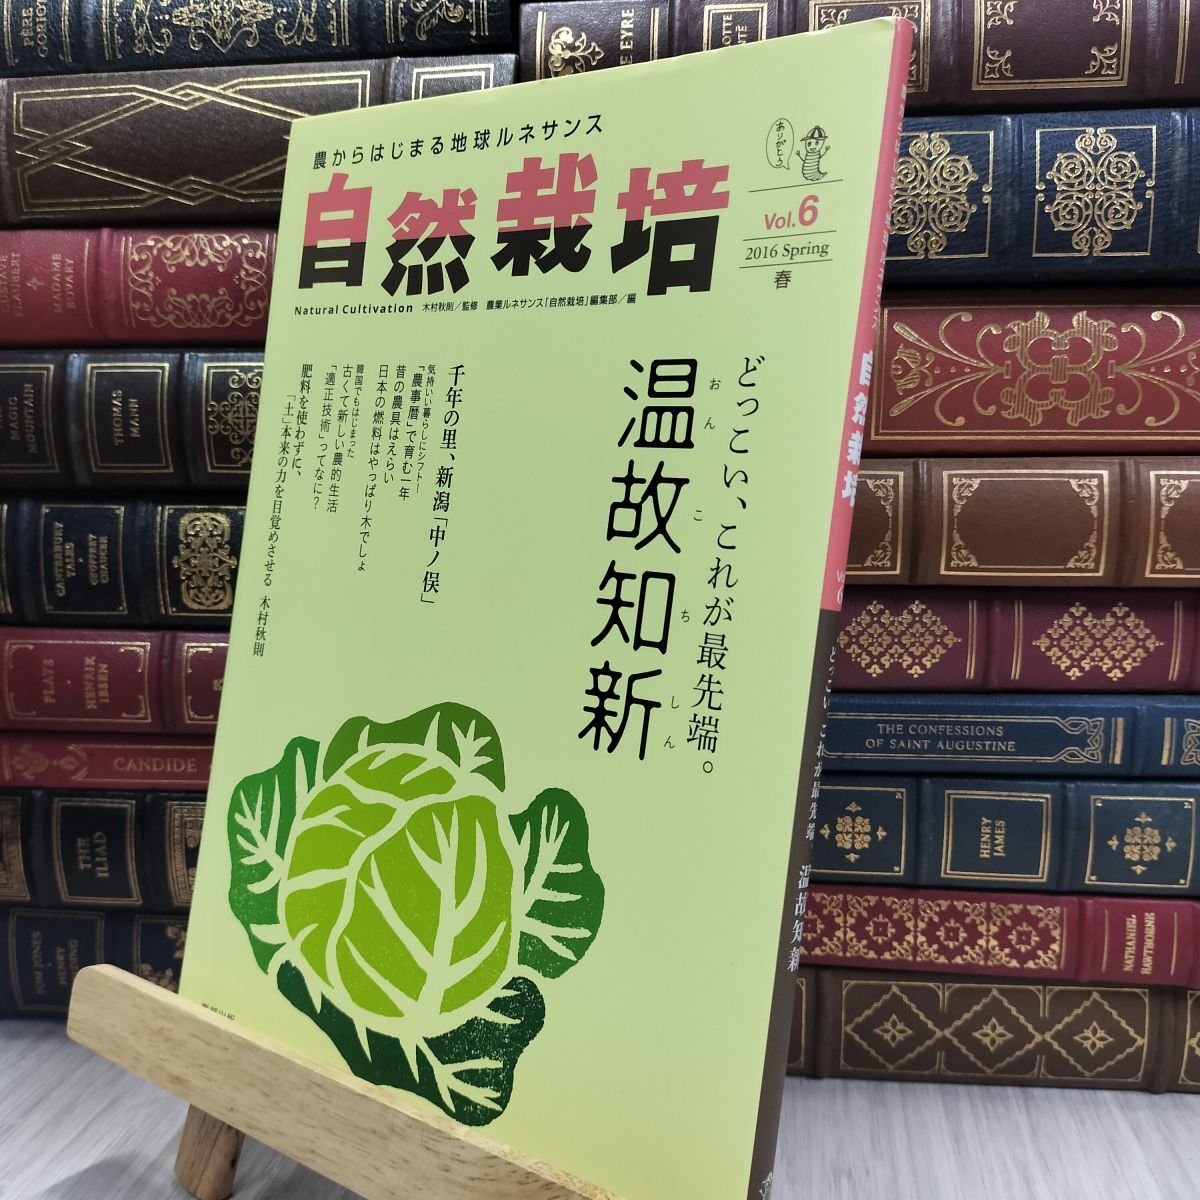 農からはじまる地球ルネサンス
自然栽培
Natural Cultivation 木村秋則／監修 農業ルネサンス「自然栽培」編集部／編
ありがとう
Vol.6
2016 Spring
春
どっこい、これが最先端。
温故知新
おんこちしん
千年の里、新潟「中ノ俣」
気持いい暮らしにシフト！
「農事暦」で育む一年
昔の農具はえらい
日本の燃料はやっぱり木でしょ
韓国でもはじまった
古くて新しい農的生活
「適正技術」ってなに？
肥料を使わずに、
「土」本来の力を目覚めさせる 木村秋則
自然栽培
どっこい、これが最先端。 温故知新
PÈRE GORIOT
MADAME BOVARY
FLAUBERT
MAGIC MOUNTAIN
THOMAS MANN
CANTERBURY TALES
GEOFFREY CHAUCER
PLAYS
HENRIK IBSEN
CANDIDE
THE ILIAD
TOM JONES
HENRY
EYRE
THE CONFESSIONS OF SAINT AUGUSTINE
HENRY JAMES
NATHANIEL HAWTHORNE